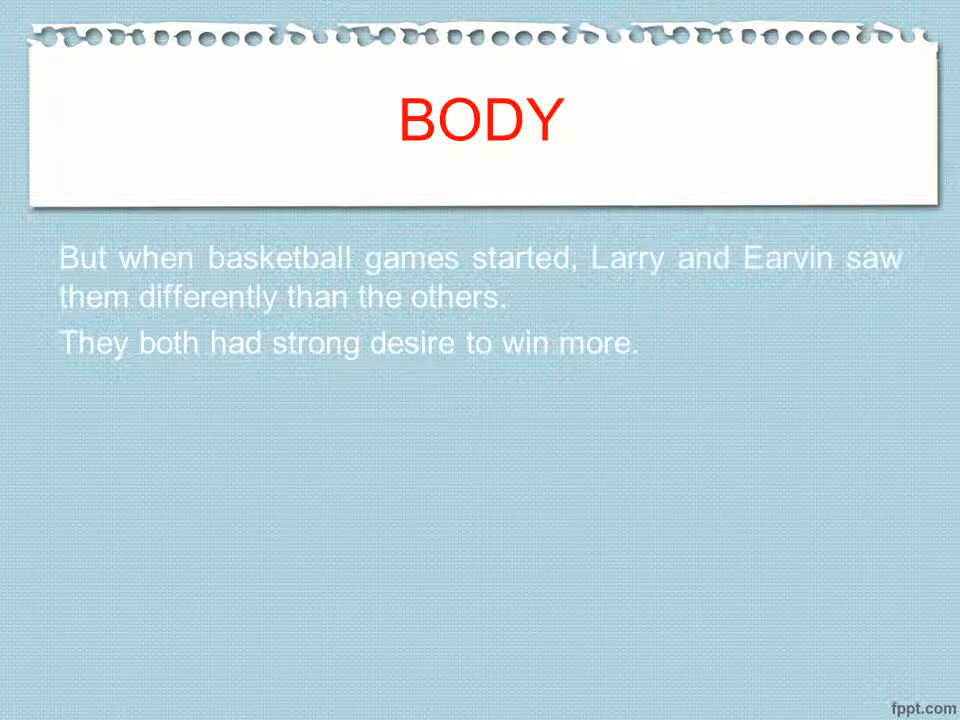 BODY
But when basketball games started, Larry and Earvin saw
them differently than the others.
They both had strong desire to win more.
fppt.com